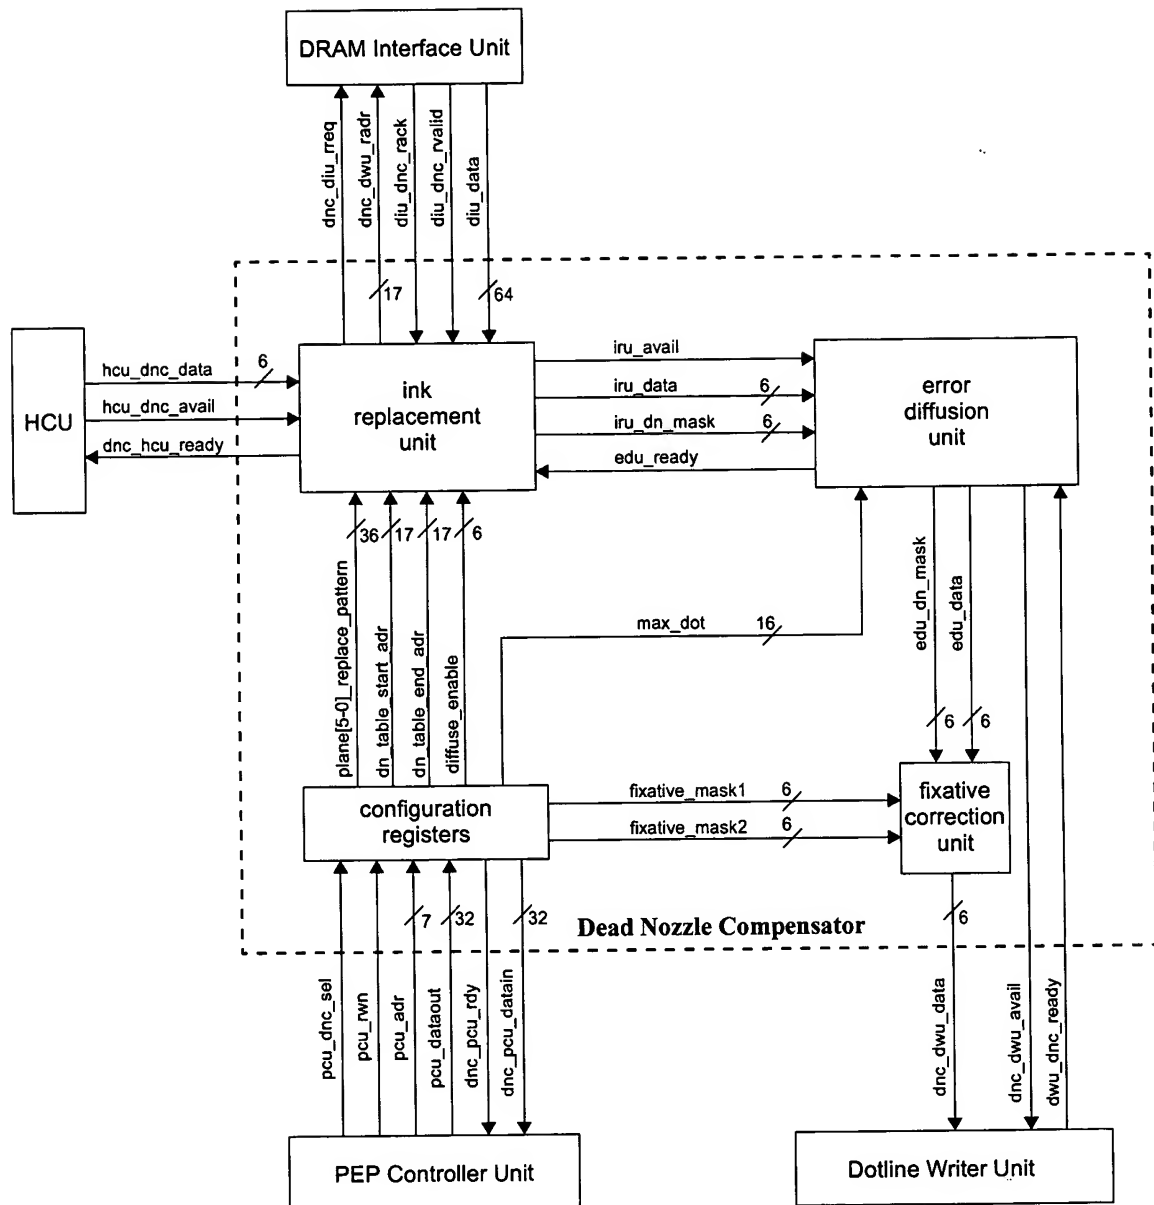 DRAM Interface Unit
dnc_diu_rreq
dnc_dwu_radr
diu_dnc_rack
diu_dnc_rvalid
diu_data
17
64
HCU
hcu_dnc_data
6
hcu_dnc_avail
dnc_hcu_ready
ink
replacement
unit
iru_avail
iru_data
6
iru_dn_mask
6
edu_ready
error
diffusion
unit
36
17
17
6
plane[5-0]_replace_pattern
dn_table_start_adr
dn_table_end_adr
diffuse_enable
max_dot
16
edu_dn_mask
edu_data
6
6
configuration
registers
fixative_mask1
6
fixative_mask2
6
fixative
correction
unit
7
32
32
6
Dead Nozzle Compensator
pcu_dnc_sel
pcu_rwn
pcu_adr
pcu_dataout
dnc_pcu_rdy
dnc_pcu_datain
dnc_dwu_data
dnc_dwu_avail
dwu_dnc_ready
PEP Controller Unit
Dotline Writer Unit